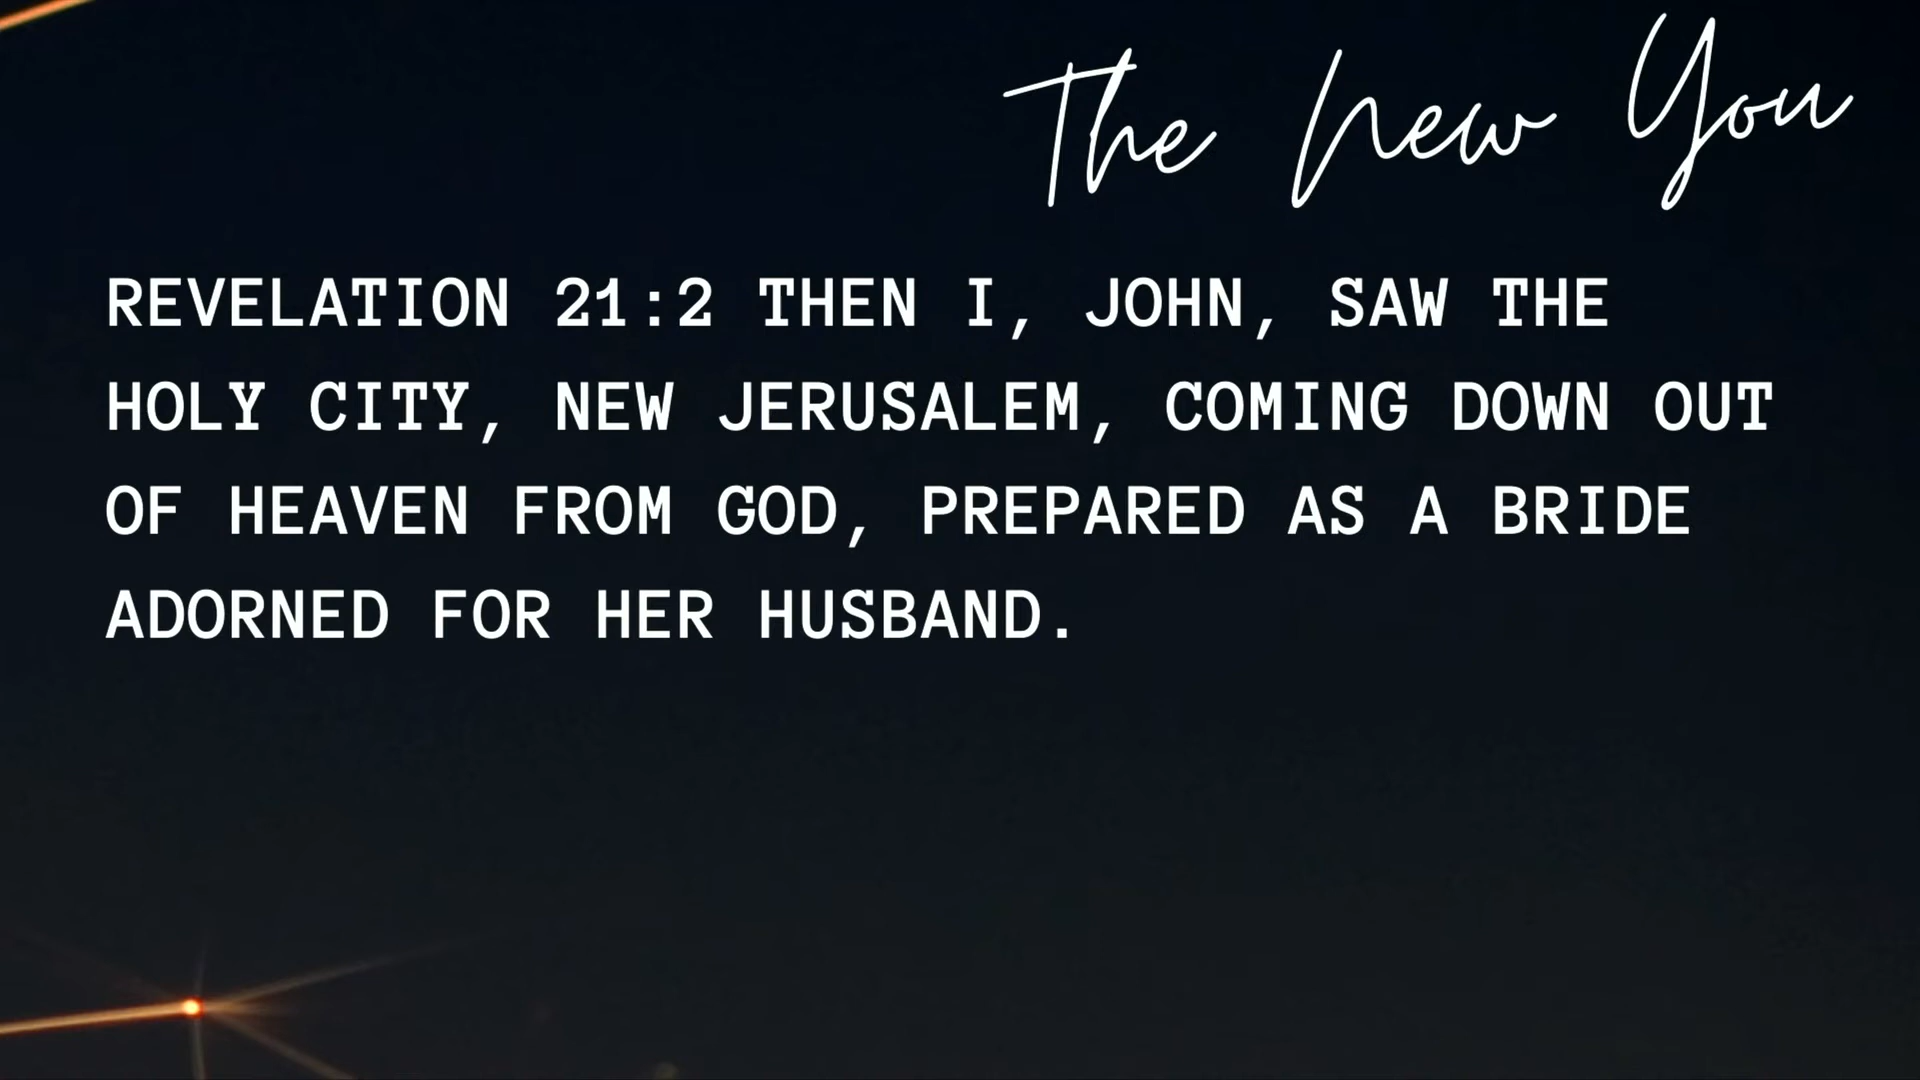 The New You
REVELATION 21:2 THEN I, JOHN, SAW THE
HOLY CITY, NEW JERUSALEM, COMING DOWN OUT
OF HEAVEN FROM GOD, PREPARED AS A BRIDE
ADORNED FOR HER HUSBAND.